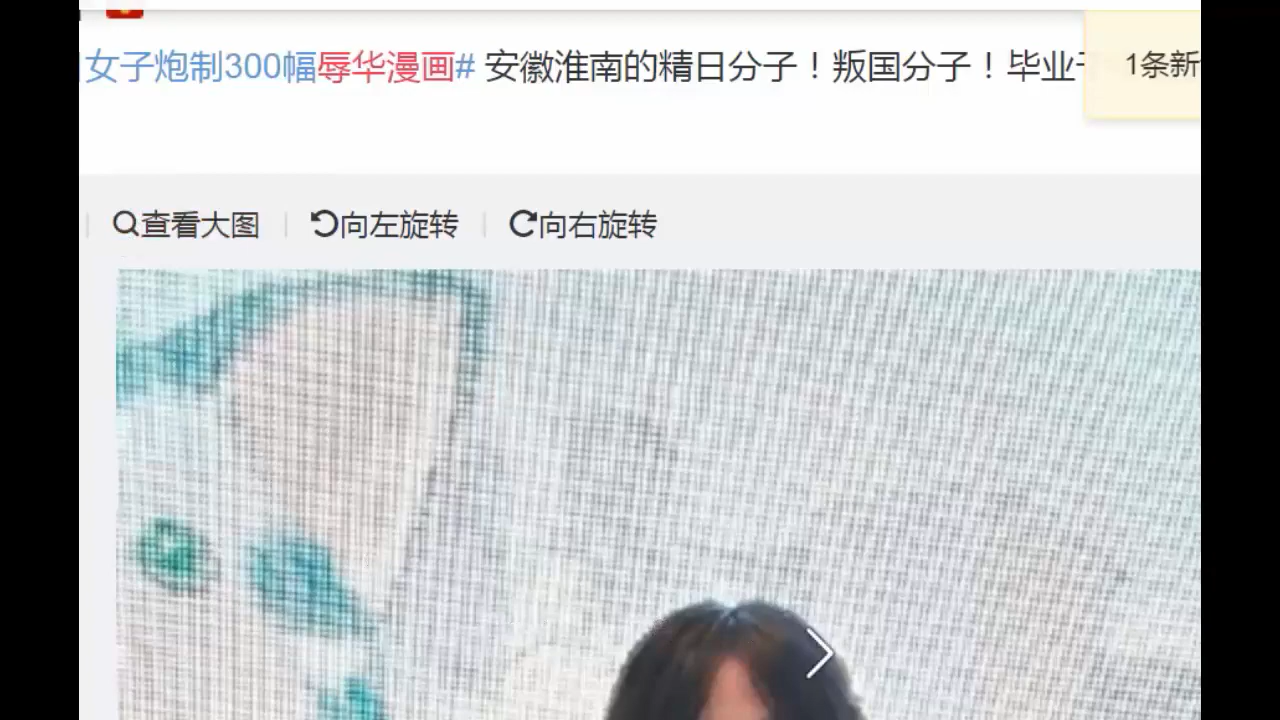 女子炮制300幅辱华漫画# 安徽淮南的精日分子！叛国分子！毕业
1条新
查看大图 向左旋转 向右旋转